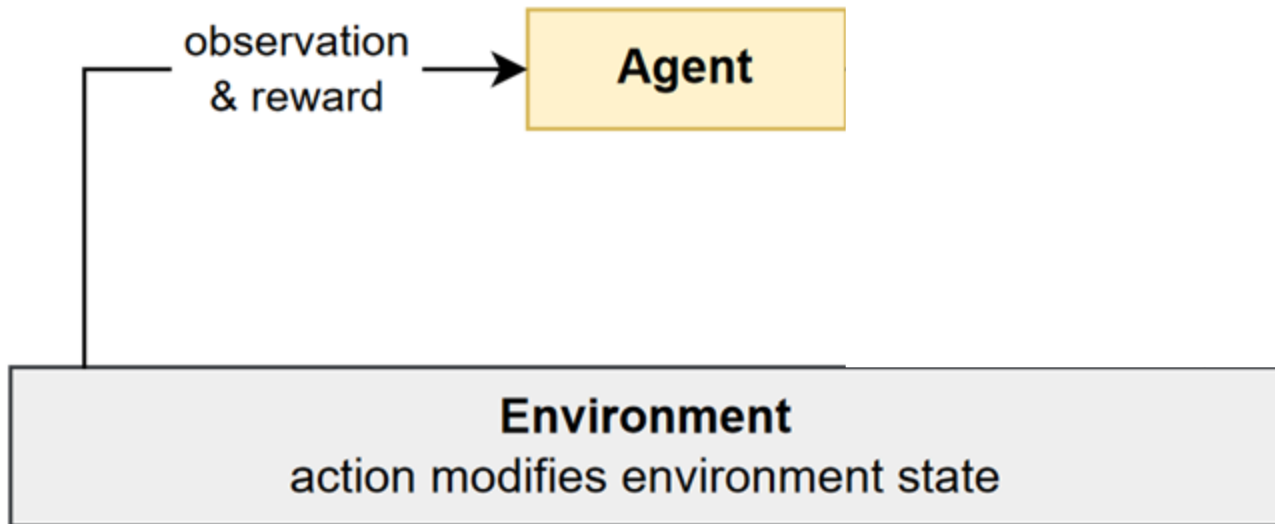 observation
& reward
Agent
Environment
action modifies environment state